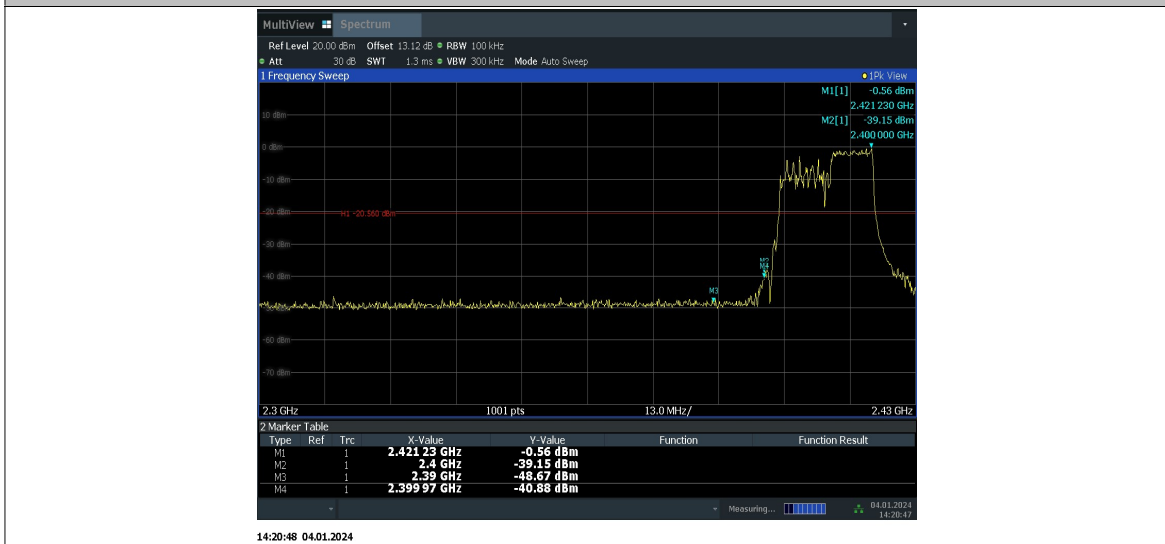 MultiView Spectrum
Ref Level 20.00 dBm Offset 13.12 dB RBW 100 kHz
Att 30 dB SWT 1.3 ms VBW 300 kHz Mode Auto Sweep
1 Frequency Sweep 1Pk View
M1[1] -0.56 dBm
2.421 230 GHz
M2[1] -39.15 dBm
2.400 000 GHz
10 dBm
0 dBm
-10 dBm
-20 dBm
H1 -20.560 dBm
-30 dBm
-40 dBm
M4
M3
-50 dBm
-60 dBm
-70 dBm
2.3 GHz 1001 pts 13.0 MHz/ 2.43 GHz
2 Marker Table
Type Ref Trc X-Value Y-Value Function Function Result
M1 1 2.421 23 GHz -0.56 dBm
M2 1 2.4 GHz -39.15 dBm
M3 1 2.39 GHz -48.67 dBm
M4 1 2.399 97 GHz -40.88 dBm
Measuring... 04.01.2024
14:20:47
14:20:48 04.01.2024